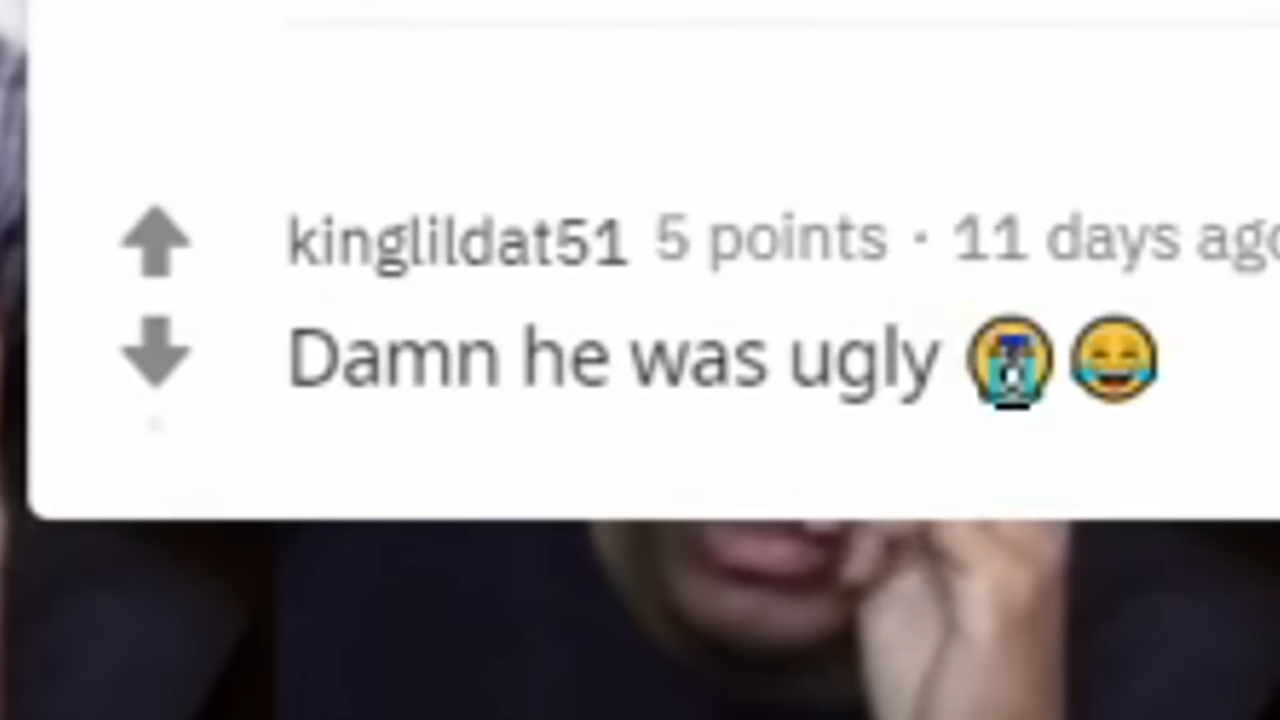 kinglildat51 5 points · 11 days ago
Damn he was ugly 😭😂